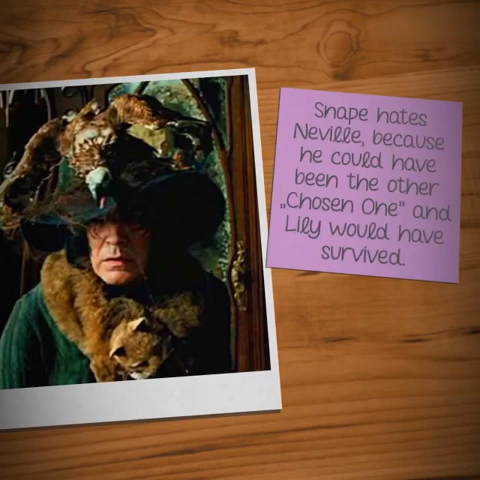 Snape hates
Neville, because
he could have
been the other
„Chosen One" and
Lily would have
survived.